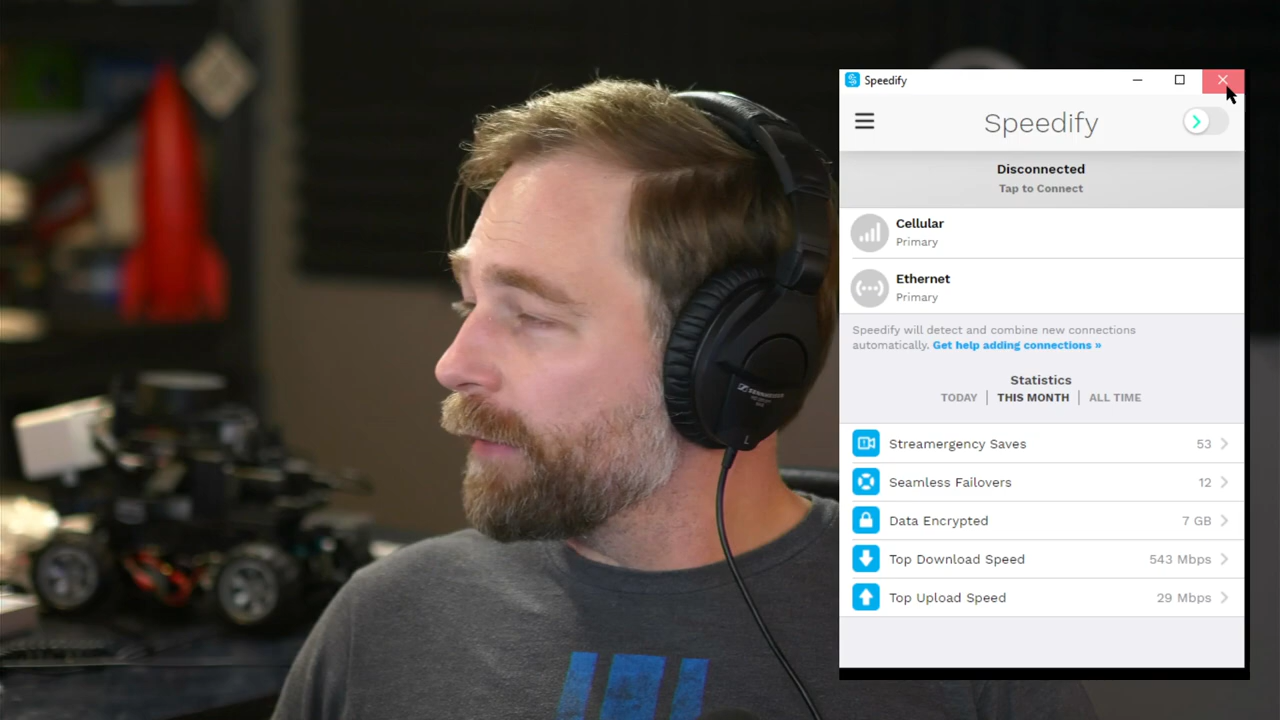 Speedify
Speedify
Disconnected
Tap to Connect
Cellular
Primary
Ethernet
Primary
Speedify will detect and combine new connections
automatically. Get help adding connections »
Statistics
TODAY | THIS MONTH | ALL TIME
Streamergency Saves 53
Seamless Failovers 12
Data Encrypted 7 GB
Top Download Speed 543 Mbps
Top Upload Speed 29 Mbps
SENNHEISER
L